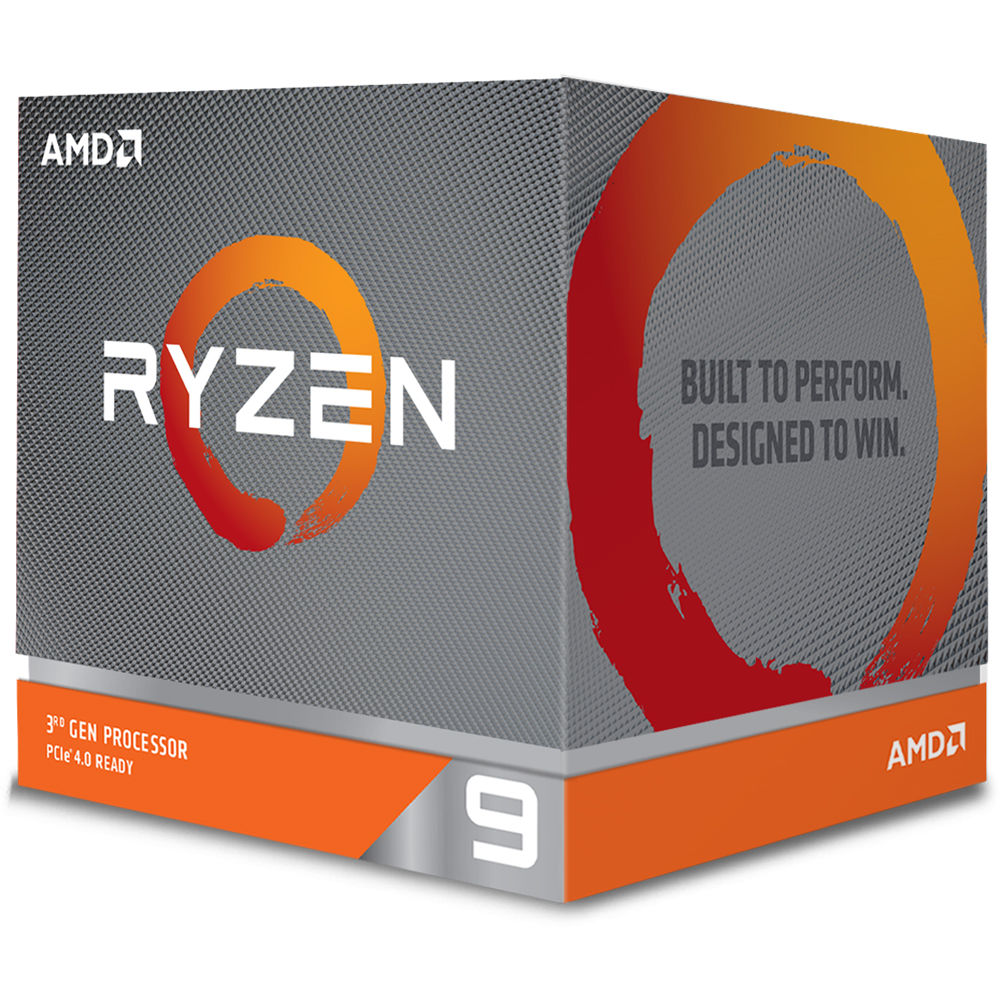 AMD
RYZEN
3RD GEN PROCESSOR
PCIe® 4.0 READY
9
BUILT TO PERFORM.
DESIGNED TO WIN.
AMD